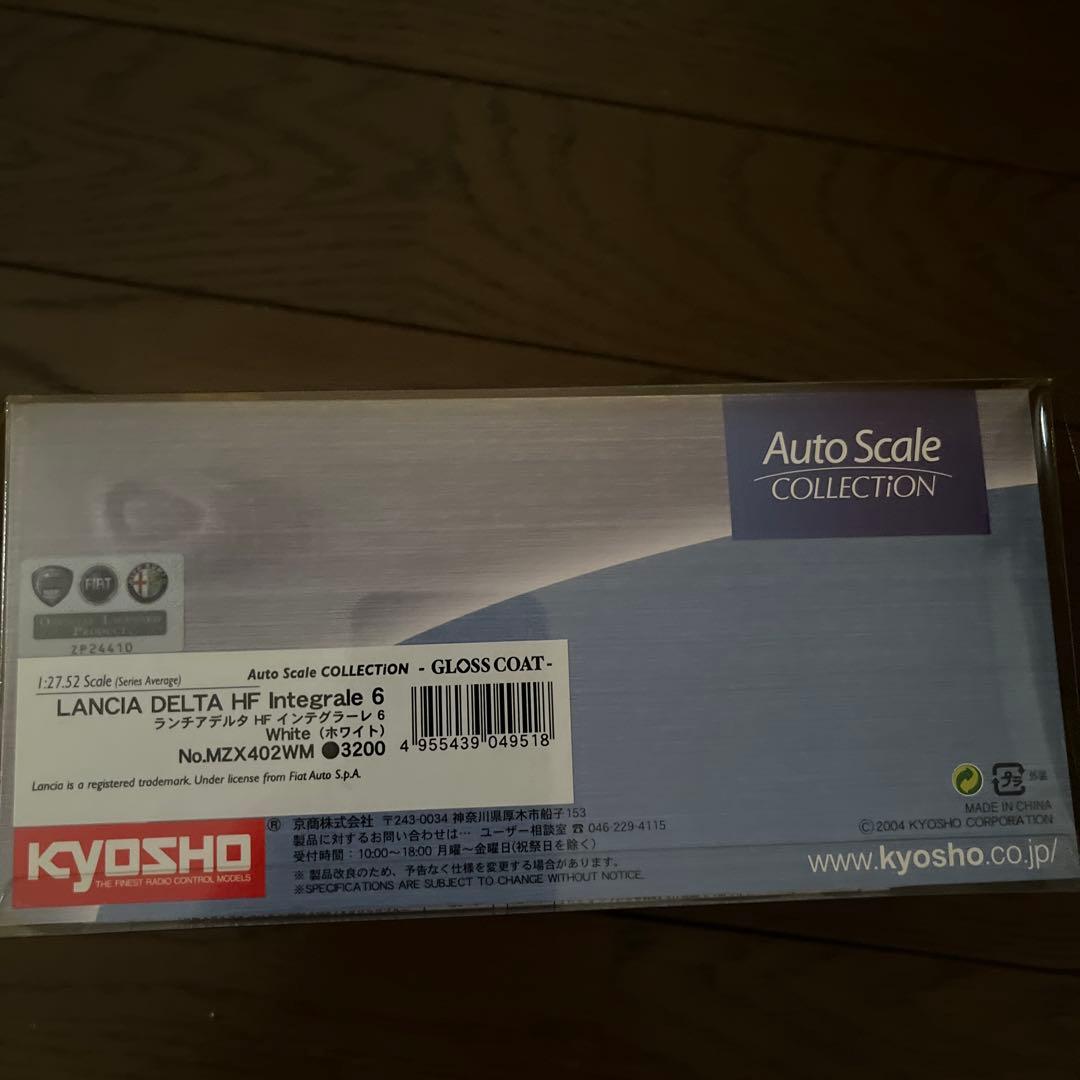 Auto Scale
COLLECTiON
FIAT
OFFICIAL LICENSED
PRODUCT
ZP24410
1:27.52 Scale (Series Average)
Auto Scale COLLECTiON - GLOSS COAT-
LANCIA DELTA HF Integrale 6
ランチアデルタ HF インテグラーレ 6
White (ホワイト)
No.MZX402WM ●3200
4 955439 049518
Lancia is a registered trademark. Under license from Fiat Auto S.p.A.
KYOSHO ®
THE FINEST RADIO CONTROL MODELS
京商株式会社 〒243-0034 神奈川県厚木市船子153
製品に対するお問い合わせは… ユーザー相談室 ☎ 046-229-4115
受付時間:10:00~18:00 月曜~金曜日(祝祭日を除く)
※ 製品改良のため、予告なく仕様を変更する場合があります。
※SPECIFICATIONS ARE SUBJECT TO CHANGE WITHOUT NOTICE.
プラ 外装
MADE IN CHINA
©2004 KYOSHO CORPORATION
www.kyosho.co.jp/